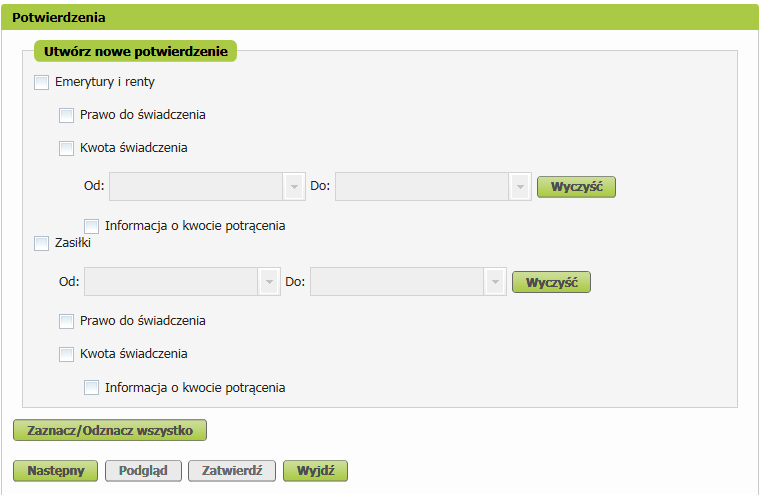 Potwierdzenia
Utwórz nowe potwierdzenie
Emerytury i renty
Prawo do świadczenia
Kwota świadczenia
Od: Do: Wyczyść
Informacja o kwocie potrącenia
Zasiłki
Od: Do: Wyczyść
Prawo do świadczenia
Kwota świadczenia
Informacja o kwocie potrącenia
Zaznacz/Odznacz wszystko
Następny Podgląd Zatwierdź Wyjdź